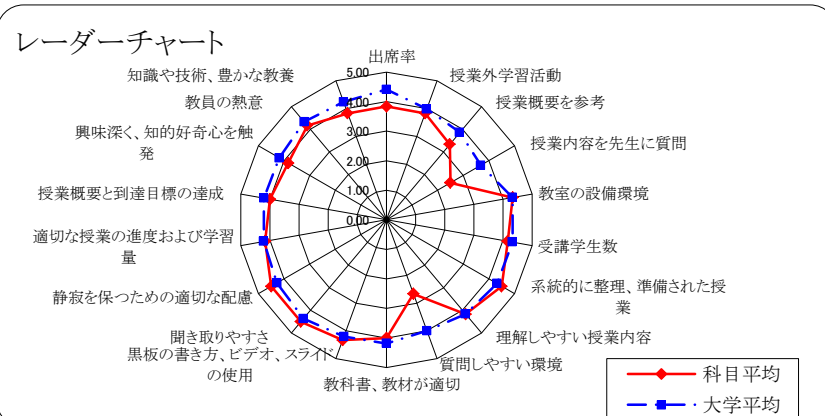 レーダーチャート
出席率
授業外学習活動
授業概要を参考
授業内容を先生に質問
教室の設備環境
受講学生数
系統的に整理、準備された授
業
理解しやすい授業内容
質問しやすい環境
教科書、教材が適切
黒板の書き方、ビデオ、スライド
の使用
聞き取りやすさ
静寂を保つための適切な配慮
適切な授業の進度および学習
量
授業概要と到達目標の達成
興味深く、知的好奇心を触
発
教員の熱意
知識や技術、豊かな教養
5.00
4.00
3.00
2.00
1.00
0.00
科目平均
大学平均